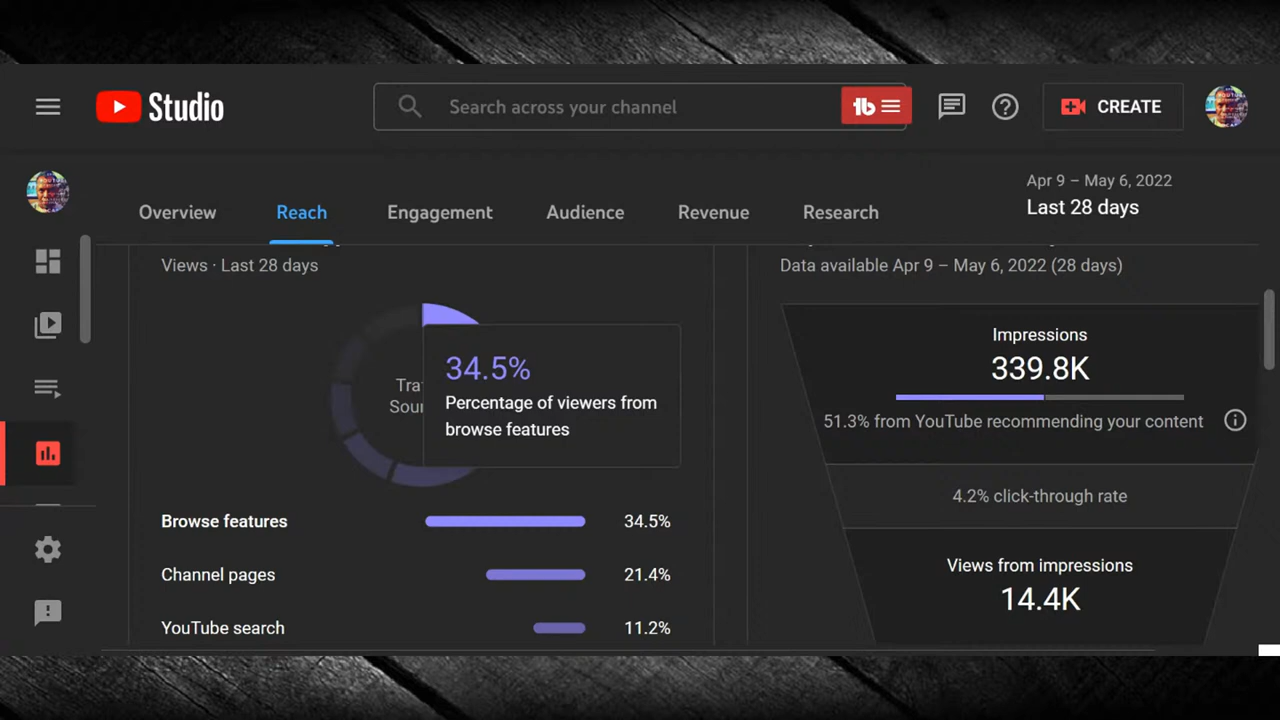 Studio
Search across your channel
CREATE
Overview
Reach
Engagement
Audience
Revenue
Research
Apr 9 – May 6, 2022
Last 28 days
Views · Last 28 days
Data available Apr 9 – May 6, 2022 (28 days)
34.5%
Percentage of viewers from
browse features
Tra
Sour
Impressions
339.8K
51.3% from YouTube recommending your content
4.2% click-through rate
Views from impressions
14.4K
Browse features 34.5%
Channel pages 21.4%
YouTube search 11.2%